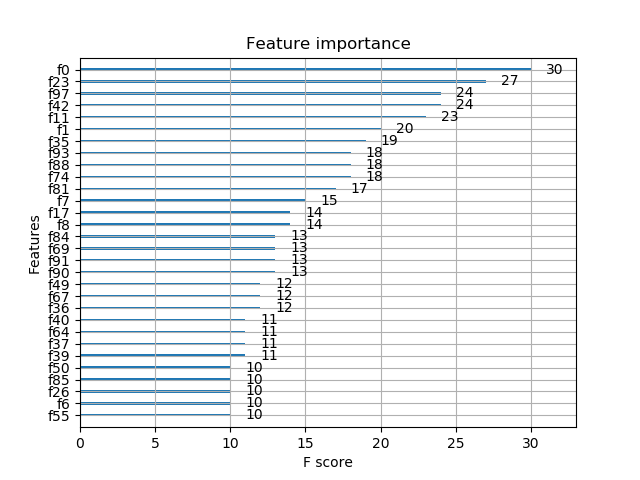 Feature importance
f0 30
f23 27
f97 24
f42 24
f11 23
f1 20
f35 19
f93 18
f88 18
f74 18
f81 17
f7 15
f17 14
f8 14
f84 13
f69 13
f91 13
f90 13
f49 12
f67 12
f36 12
f40 11
f64 11
f37 11
f39 11
f50 10
f85 10
f26 10
f6 10
f55 10
Features
0 5 10 15 20 25 30
F score